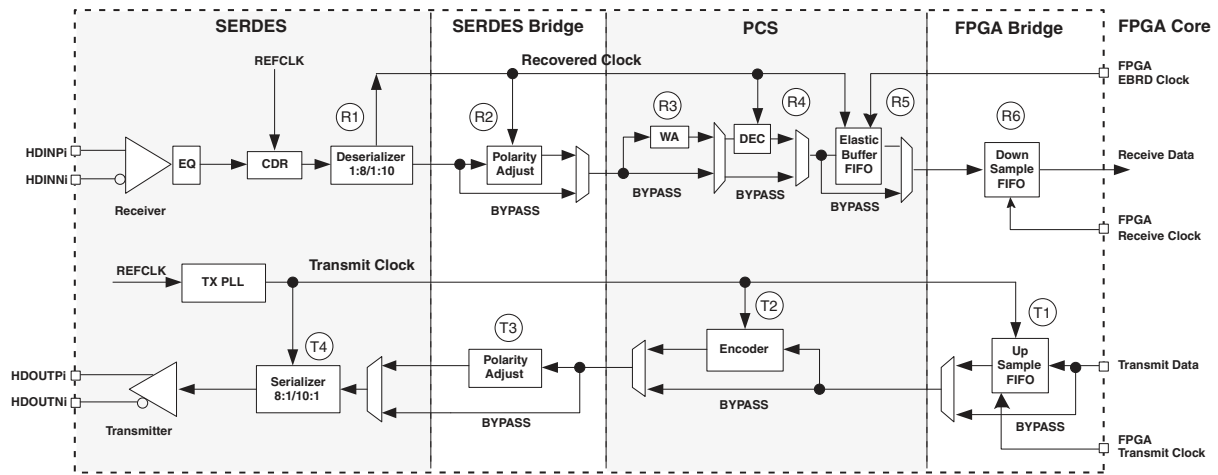 SERDES
SERDES Bridge
PCS
FPGA Bridge
FPGA Core
REFCLK
Recovered Clock
FPGA
EBRD Clock
R1
R2
R3
R4
R5
R6
HDINPi
HDINNi
EQ
CDR
Deserializer
1:8/1:10
Polarity
Adjust
WA
DEC
Elastic
Buffer
FIFO
Down
Sample
FIFO
Receive Data
Receiver
BYPASS
BYPASS
BYPASS
BYPASS
FPGA
Receive Clock
REFCLK
TX PLL
Transmit Clock
T4
T3
T2
T1
HDOUTPi
HDOUTNi
Serializer
8:1/10:1
Polarity
Adjust
Encoder
Up
Sample
FIFO
Transmit Data
Transmitter
BYPASS
BYPASS
BYPASS
FPGA
Transmit Clock